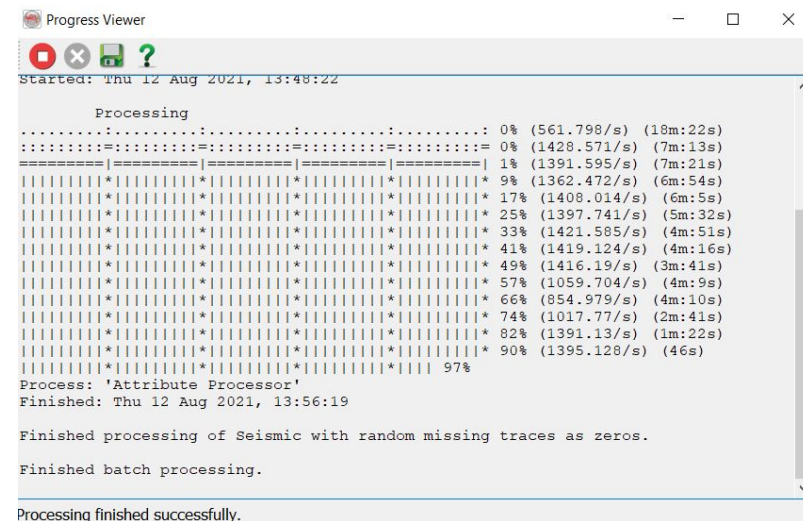 Progress Viewer
Started: Thu 12 Aug 2021, 13:48:22
Processing
.........:.........:.........:.........:.........: 0% (561.798/s) (18m:22s)
:::::::::=:::::::::=:::::::::=:::::::::=:::::::::= 0% (1428.571/s) (7m:13s)
=========|=========|=========|=========|=========| 1% (1391.595/s) (7m:21s)
|||||||||*|||||||||*|||||||||*|||||||||*|||||||||* 9% (1362.472/s) (6m:54s)
|||||||||*|||||||||*|||||||||*|||||||||*|||||||||* 17% (1408.014/s) (6m:5s)
|||||||||*|||||||||*|||||||||*|||||||||*|||||||||* 25% (1397.741/s) (5m:32s)
|||||||||*|||||||||*|||||||||*|||||||||*|||||||||* 33% (1421.585/s) (4m:51s)
|||||||||*|||||||||*|||||||||*|||||||||*|||||||||* 41% (1419.124/s) (4m:16s)
|||||||||*|||||||||*|||||||||*|||||||||*|||||||||* 49% (1416.19/s) (3m:41s)
|||||||||*|||||||||*|||||||||*|||||||||*|||||||||* 57% (1059.704/s) (4m:9s)
|||||||||*|||||||||*|||||||||*|||||||||*|||||||||* 66% (854.979/s) (4m:10s)
|||||||||*|||||||||*|||||||||*|||||||||*|||||||||* 74% (1017.77/s) (2m:41s)
|||||||||*|||||||||*|||||||||*|||||||||*|||||||||* 82% (1391.13/s) (1m:22s)
|||||||||*|||||||||*|||||||||*|||||||||*|||||||||* 90% (1395.128/s) (46s)
|||||||||*|||||||||*|||||||||*|||||||||*|||| 97%
Process: 'Attribute Processor'
Finished: Thu 12 Aug 2021, 13:56:19
Finished processing of Seismic with random missing traces as zeros.
Finished batch processing.
Processing finished successfully.